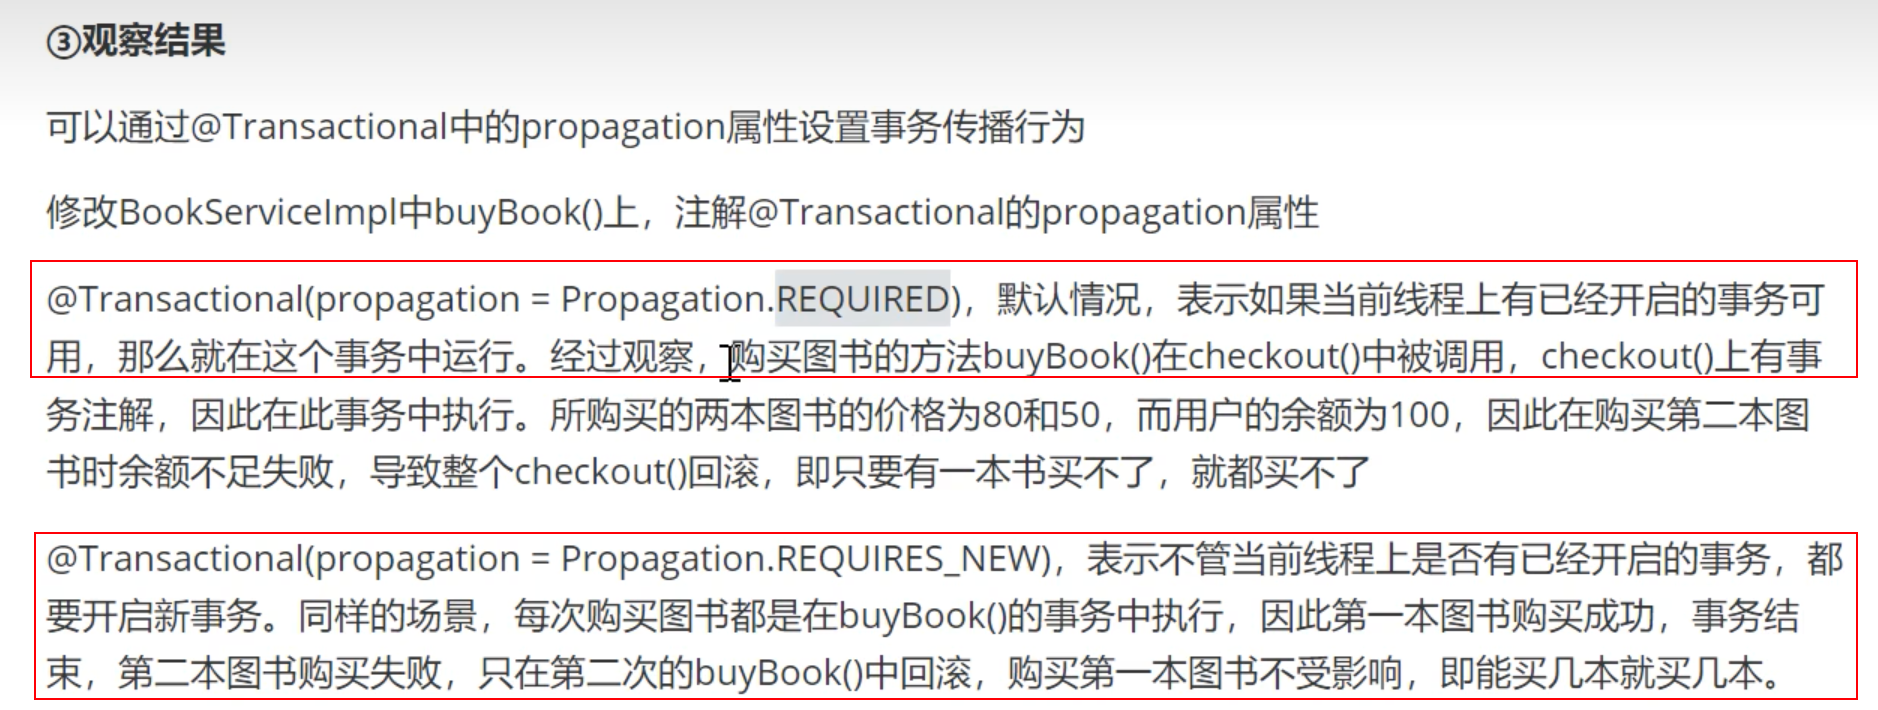 ③观察结果
可以通过@Transactional中的propagation属性设置事务传播行为
修改BookServiceImpl中buyBook()上，注解@Transactional的propagation属性
@Transactional(propagation = Propagation.REQUIRED)，默认情况，表示如果当前线程上有已经开启的事务可
用，那么就在这个事务中运行。经过观察，购买图书的方法buyBook()在checkout()中被调用，checkout()上有事
务注解，因此在此事务中执行。所购买的两本图书的价格为80和50，而用户的余额为100，因此在购买第二本图
书时余额不足失败，导致整个checkout()回滚，即只要有一本书买不了，就都买不了
@Transactional(propagation = Propagation.REQUIRES_NEW)，表示不管当前线程上是否有已经开启的事务，都
要开启新事务。同样的场景，每次购买图书都是在buyBook()的事务中执行，因此第一本图书购买成功，事务结
束，第二本图书购买失败，只在第二次的buyBook()中回滚，购买第一本图书不受影响，即能买几本就买几本。